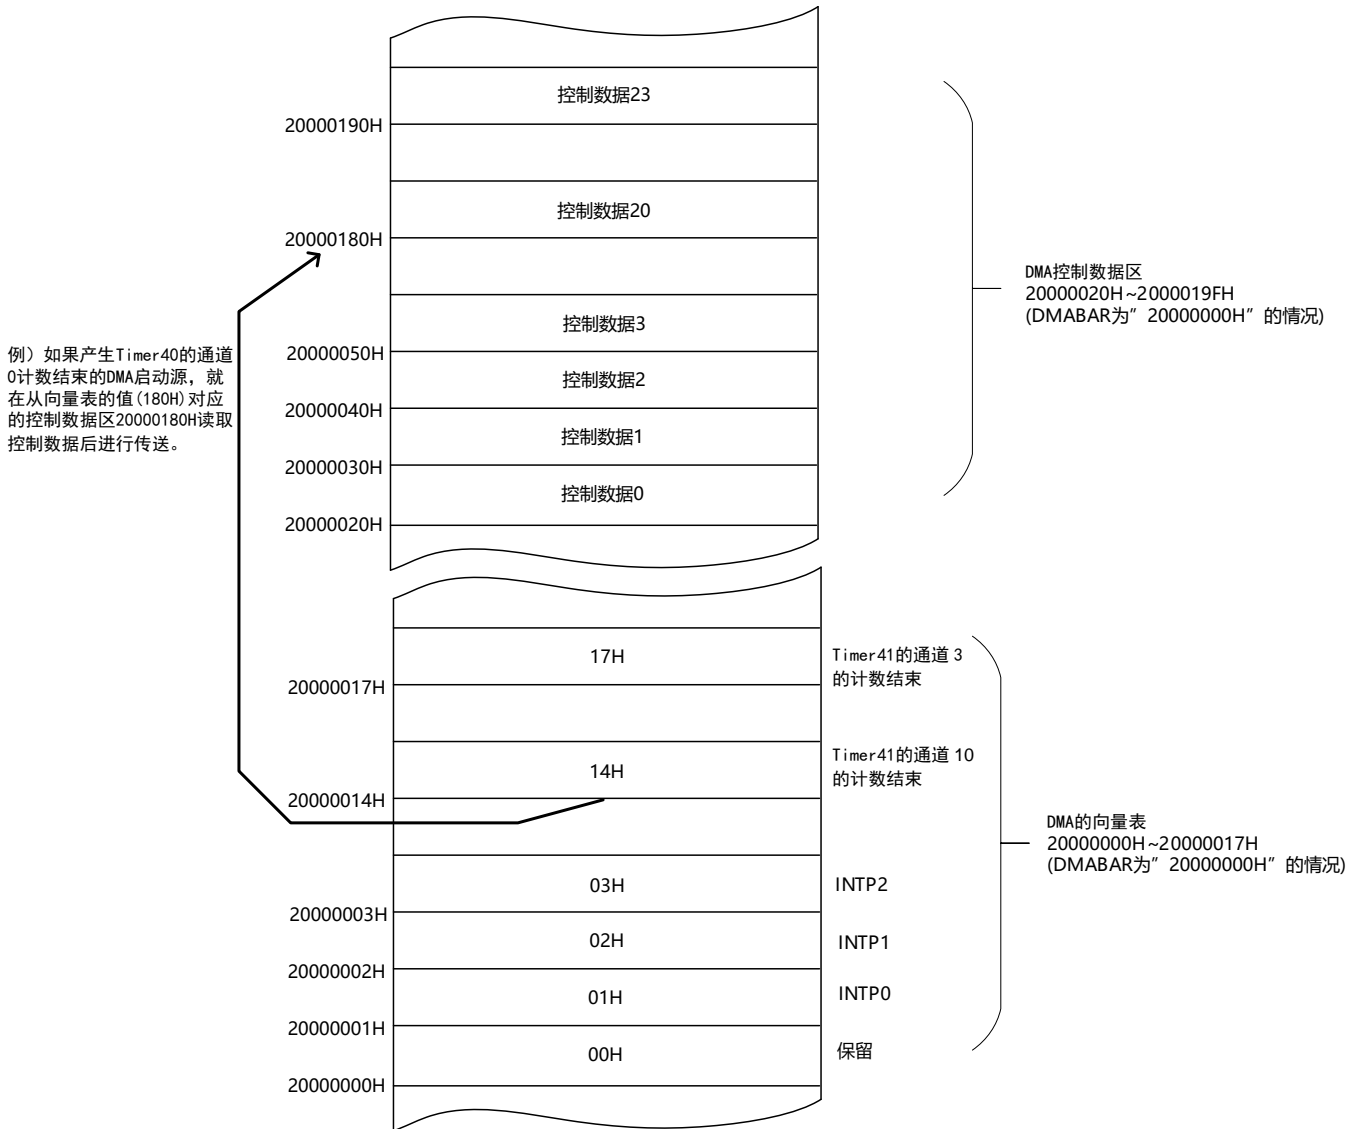 控制数据23
20000190H
控制数据20
20000180H
控制数据3
20000050H
控制数据2
20000040H
控制数据1
20000030H
控制数据0
20000020H
DMA控制数据区
20000020H~2000019FH
(DMABAR为”20000000H”的情况)
例）如果产生Timer40的通道
0计数结束的DMA启动源，就
在从向量表的值(180H)对应
的控制数据区20000180H读取
控制数据后进行传送。
17H
Timer41的通道 3
的计数结束
20000017H
14H
Timer41的通道 10
的计数结束
20000014H
03H
INTP2
20000003H
02H
INTP1
20000002H
01H
INTP0
20000001H
00H
保留
20000000H
DMA的向量表
20000000H~20000017H
(DMABAR为”20000000H”的情况)